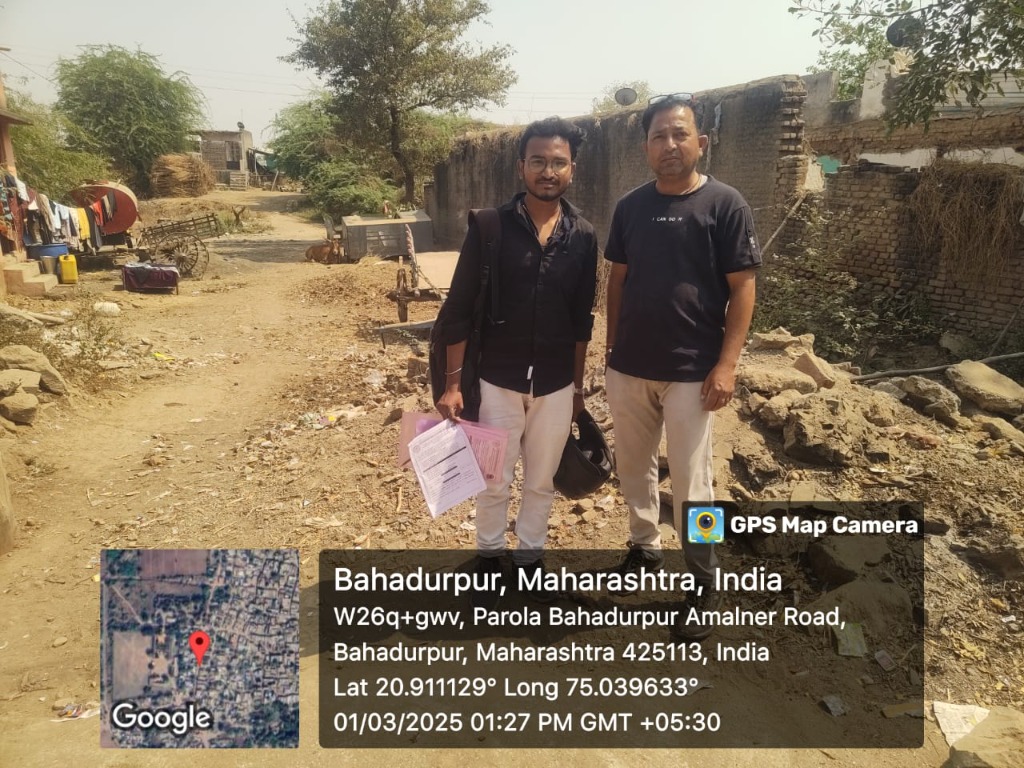 I CAN DO IT
GPS Map Camera
Bahadurpur, Maharashtra, India
W26q+gwv, Parola Bahadurpur Amalner Road,
Bahadurpur, Maharashtra 425113, India
Lat 20.911129° Long 75.039633°
01/03/2025 01:27 PM GMT +05:30
Google